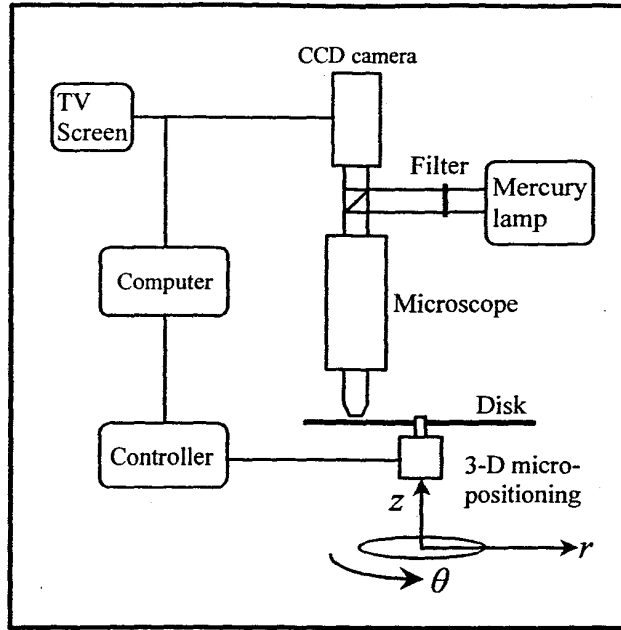 CCD camera
TV
Screen
Filter
Mercury
lamp
Computer
Microscope
Disk
Controller
3-D micro-
positioning
z
r
θ